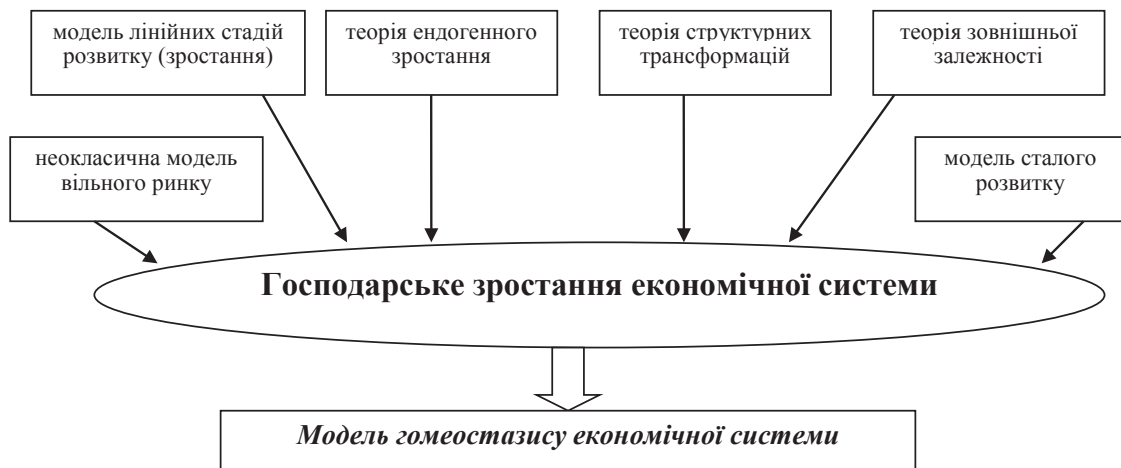 модель лінійних стадій
розвитку (зростання)
теорія ендогенного
зростання
теорія структурних
трансформацій
теорія зовнішньої
залежності
неокласична модель
вільного ринку
модель сталого
розвитку
Господарське зростання економічної системи
Модель гомеостазису економічної системи